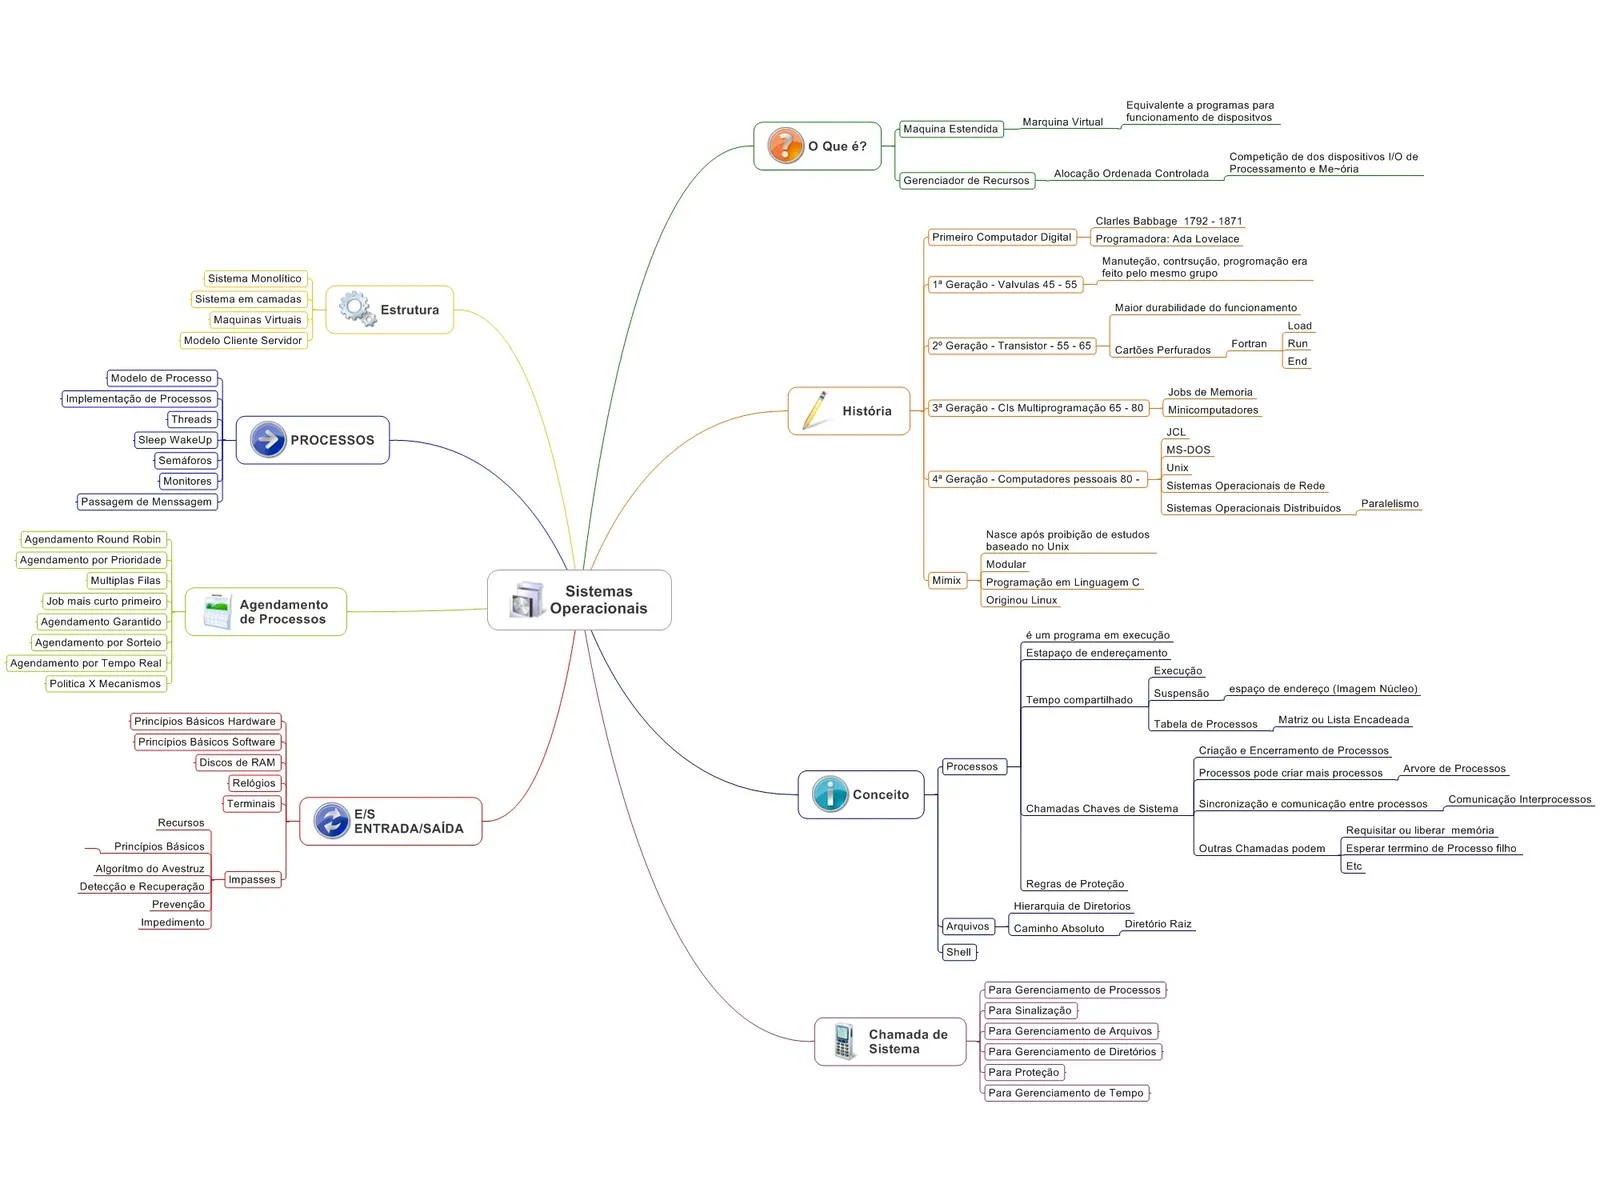 Sistemas
Operacionais
O Que é?
Maquina Estendida
Marquina Virtual
Equivalente a programas para
funcionamento de dispositvos
Gerenciador de Recursos
Alocação Ordenada Controlada
Competição de dos dispositivos I/O de
Processamento e Me~ória
História
Primeiro Computador Digital
Clarles Babbage  1792 - 1871
Programadora: Ada Lovelace
1ª Geração - Valvulas 45 - 55
Manuteção, contrsução, progromação era
feito pelo mesmo grupo
2º Geração - Transistor - 55 - 65
Maior durabilidade do funcionamento
Cartões Perfurados
Fortran
Load
Run
End
3ª Geração - CIs Multiprogramação 65 - 80
Jobs de Memoria
Minicomputadores
4ª Geração - Computadores pessoais 80 -
JCL
MS-DOS
Unix
Sistemas Operacionais de Rede
Sistemas Operacionais Distribuidos
Paralelismo
Mimix
Nasce após proibição de estudos
baseado no Unix
Modular
Programação em Linguagem C
Originou Linux
Conceito
Processos
é um programa em execução
Estapaço de endereçamento
Tempo compartilhado
Execução
Suspensão
espaço de endereço (Imagem Núcleo)
Tabela de Processos
Matriz ou Lista Encadeada
Chamadas Chaves de Sistema
Criação e Encerramento de Processos
Processos pode criar mais processos
Arvore de Processos
Sincronização e comunicação entre processos
Comunicação Interprocessos
Outras Chamadas podem
Requisitar ou liberar  memória
Esperar terrmino de Processo filho
Etc
Regras de Proteção
Arquivos
Hierarquia de Diretorios
Caminho Absoluto
Diretório Raiz
Shell
Chamada de
Sistema
Para Gerenciamento de Processos
Para Sinalização
Para Gerenciamento de Arquivos
Para Gerenciamento de Diretórios
Para Proteção
Para Gerenciamento de Tempo
Estrutura
Sistema Monolítico
Sistema em camadas
Maquinas Virtuais
Modelo Cliente Servidor
PROCESSOS
Modelo de Processo
Implementação de Processos
Threads
Sleep WakeUp
Semáforos
Monitores
Passagem de Menssagem
Agendamento
de Processos
Agendamento Round Robin
Agendamento por Prioridade
Multiplas Filas
Job mais curto primeiro
Agendamento Garantido
Agendamento por Sorteio
Agendamento por Tempo Real
Politica X Mecanismos
E/S
ENTRADA/SAÍDA
Princípios Básicos Hardware
Princípios Básicos Software
Discos de RAM
Relógios
Terminais
Impasses
Recursos
Princípios Básicos
Algorítmo do Avestruz
Detecção e Recuperação
Prevenção
Impedimento